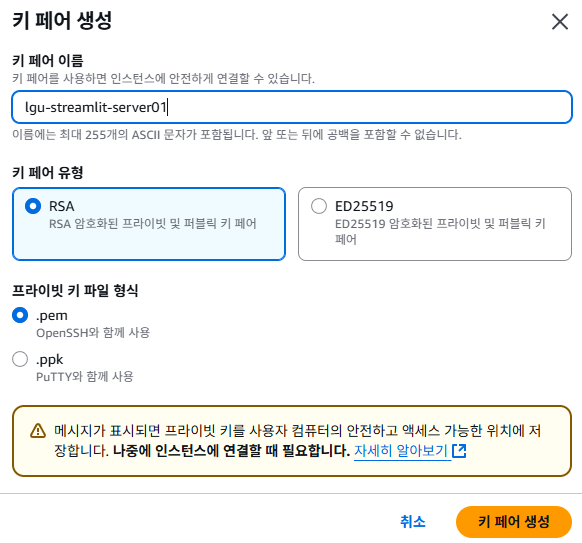 키 페어 생성
키 페어 이름
키 페어를 사용하면 인스턴스에 안전하게 연결할 수 있습니다.
lgu-streamlit-server01
이름에는 최대 255개의 ASCII 문자가 포함됩니다. 앞 또는 뒤에 공백을 포함할 수 없습니다.
키 페어 유형
RSA
RSA 암호화된 프라이빗 및 퍼블릭 키 페어
ED25519
ED25519 암호화된 프라이빗 및 퍼블릭 키
페어
프라이빗 키 파일 형식
.pem
OpenSSH와 함께 사용
.ppk
PuTTY와 함께 사용
메시지가 표시되면 프라이빗 키를 사용자 컴퓨터의 안전하고 액세스 가능한 위치에 저
장합니다. 나중에 인스턴스에 연결할 때 필요합니다. 자세히 알아보기
취소
키 페어 생성